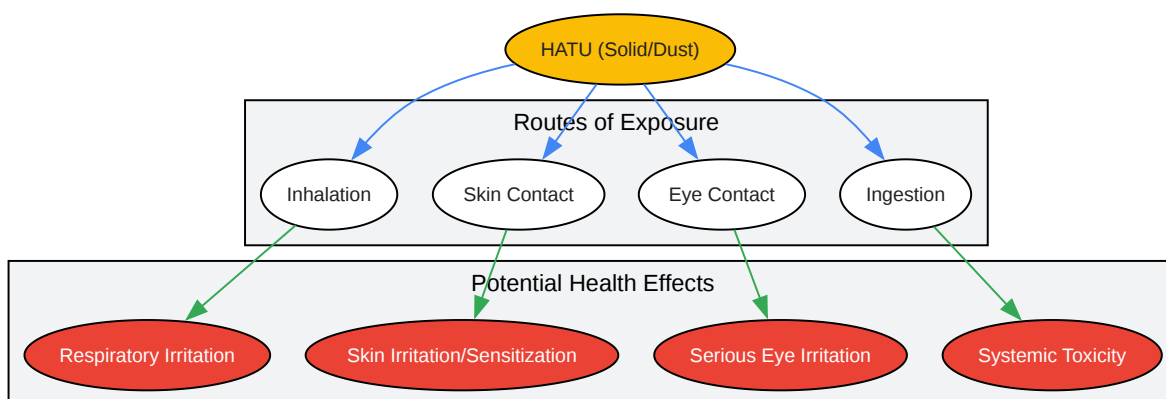 HATU (Solid/Dust)
Routes of Exposure
Inhalation
Skin Contact
Eye Contact
Ingestion
Potential Health Effects
Respiratory Irritation
Skin Irritation/Sensitization
Serious Eye Irritation
Systemic Toxicity